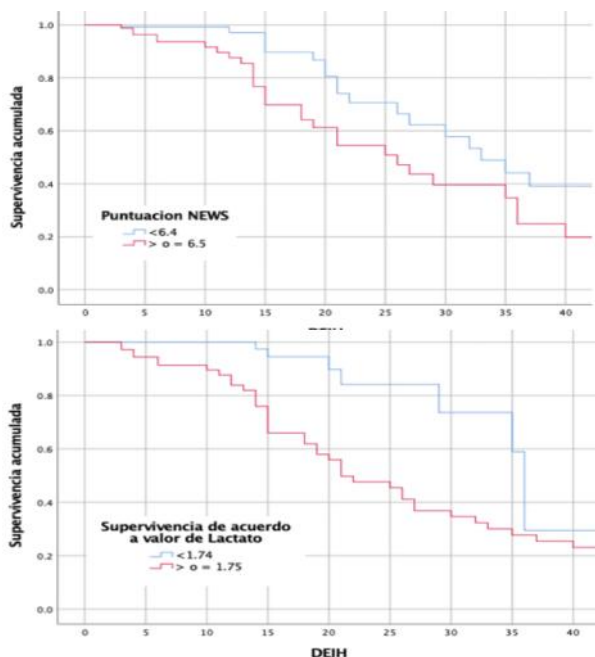 Supervivencia acumulada
1.0
0.8
0.6
0.4
0.2
0.0
Puntuacion NEWS
<6.4
> o = 6.5
0 5 10 15 20 25 30 35 40
Supervivencia acumulada
1.0
0.8
0.6
0.4
0.2
0.0
Supervivencia de acuerdo
a valor de Lactato
<1.74
> o = 1.75
0 5 10 15 20 25 30 35 40
DEIH